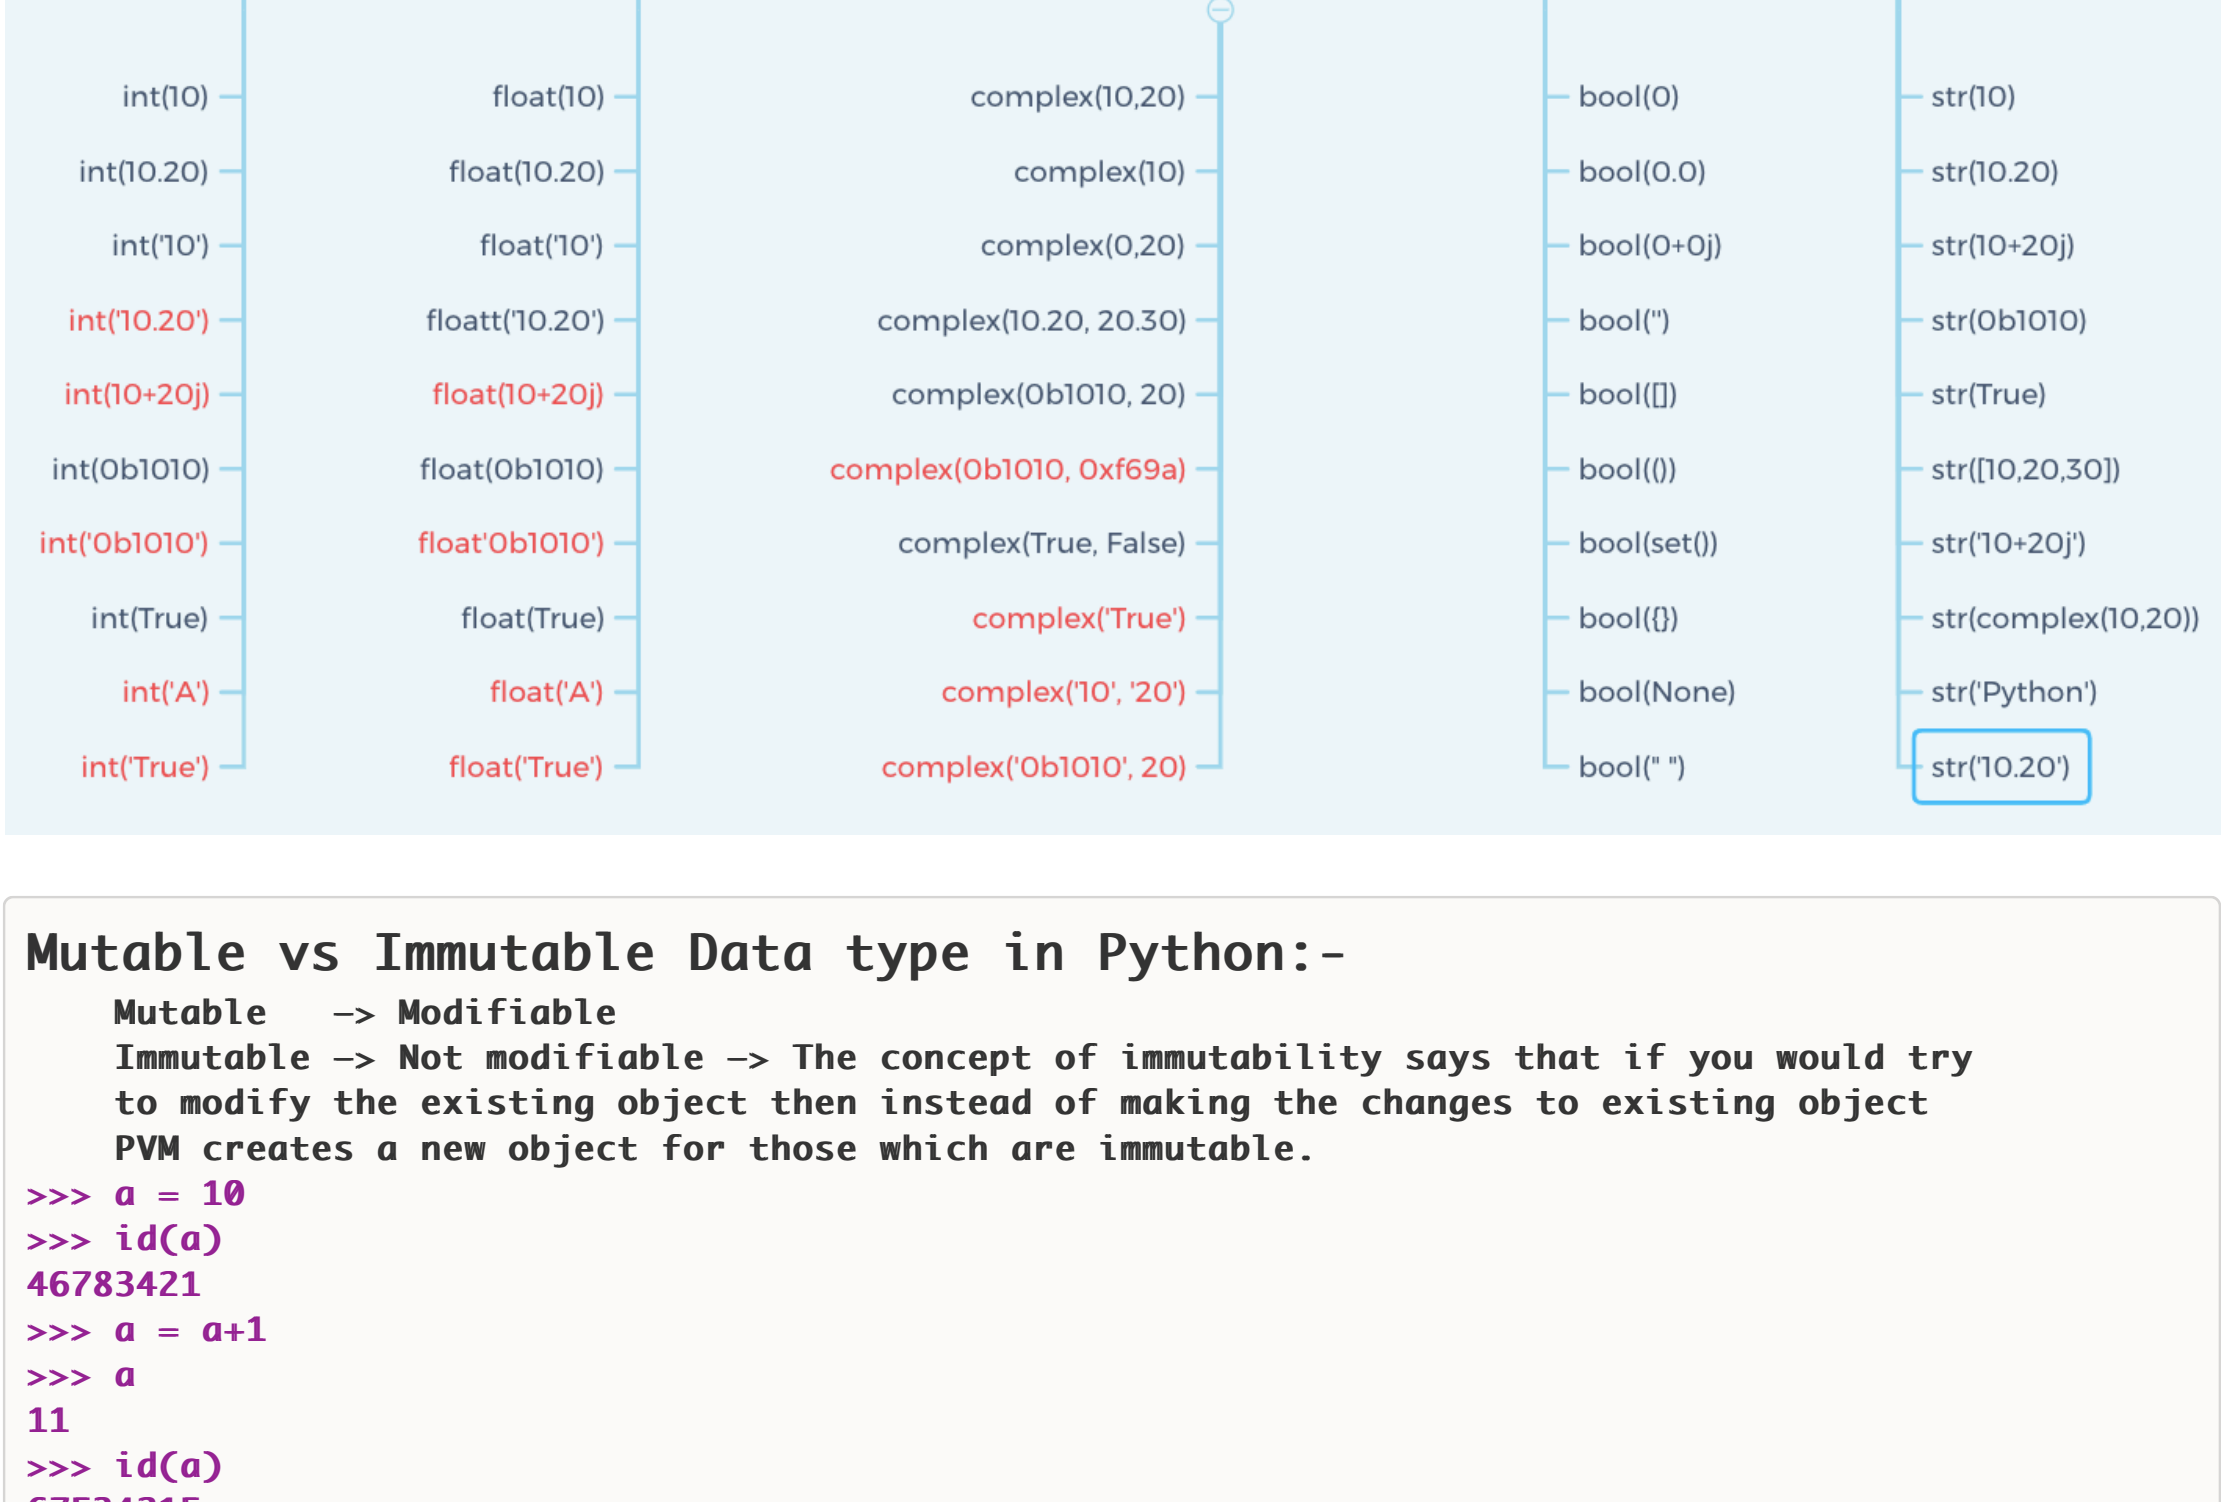 int(10)
int(10.20)
int('10')
int('10.20')
int(10+20j)
int(0b1010)
int('0b1010')
int(True)
int('A')
int('True')
float(10)
float(10.20)
float('10')
floatt('10.20')
float(10+20j)
float(0b1010)
float'0b1010')
float(True)
float('A')
float('True')
complex(10,20)
complex(10)
complex(0,20)
complex(10.20, 20.30)
complex(0b1010, 20)
complex(0b1010, 0xf69a)
complex(True, False)
complex('True')
complex('10', '20')
complex('0b1010', 20)
bool(0)
bool(0.0)
bool(0+0j)
bool('')
bool([])
bool(())
bool(set())
bool({})
bool(None)
bool(" ")
str(10)
str(10.20)
str(10+20j)
str(0b1010)
str(True)
str([10,20,30])
str('10+20j')
str(complex(10,20))
str('Python')
str('10.20')
Mutable vs Immutable Data type in Python:-
Mutable —> Modifiable
Immutable —> Not modifiable —> The concept of immutability says that if you would try
to modify the existing object then instead of making the changes to existing object
PVM creates a new object for those which are immutable.
>>> a = 10
>>> id(a)
46783421
>>> a = a+1
>>> a
11
>>> id(a)